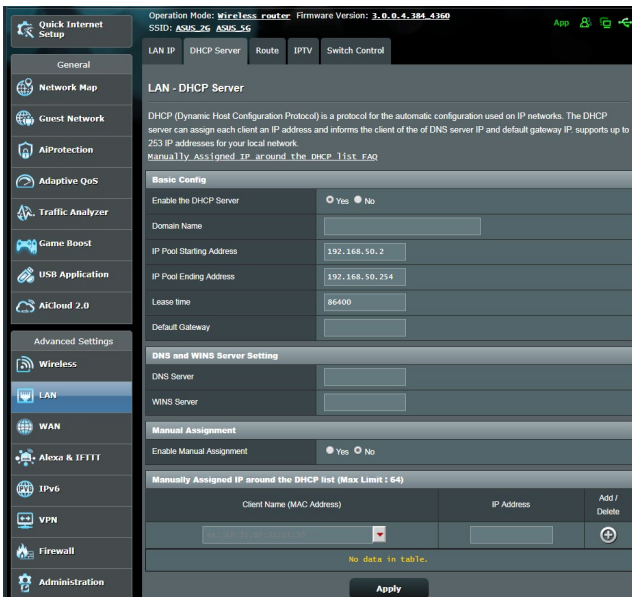 Quick Internet
Setup
Operation Mode: Wireless router Firmware Version: 3.0.0.4.384_4360
SSID: ASUS_2G ASUS_5G
App
LAN IP DHCP Server Route IPTV Switch Control
General
Network Map
Guest Network
AiProtection
Adaptive QoS
Traffic Analyzer
Game Boost
USB Application
AiCloud 2.0
Advanced Settings
Wireless
LAN
WAN
Alexa & IFTTT
IPv6
VPN
Firewall
Administration
LAN - DHCP Server
DHCP (Dynamic Host Configuration Protocol) is a protocol for the automatic configuration used on IP networks. The DHCP
server can assign each client an IP address and informs the client of the of DNS server IP and default gateway IP. supports up to
253 IP addresses for your local network.
Manually Assigned IP around the DHCP list FAQ
Basic Config
Enable the DHCP Server Yes No
Domain Name
IP Pool Starting Address 192.168.50.2
IP Pool Ending Address 192.168.50.254
Lease time 86400
Default Gateway
DNS and WINS Server Setting
DNS Server
WINS Server
Manual Assignment
Enable Manual Assignment Yes No
Manually Assigned IP around the DHCP list (Max Limit : 64)
Client Name (MAC Address) IP Address Add /
Delete
No data in table.
Apply